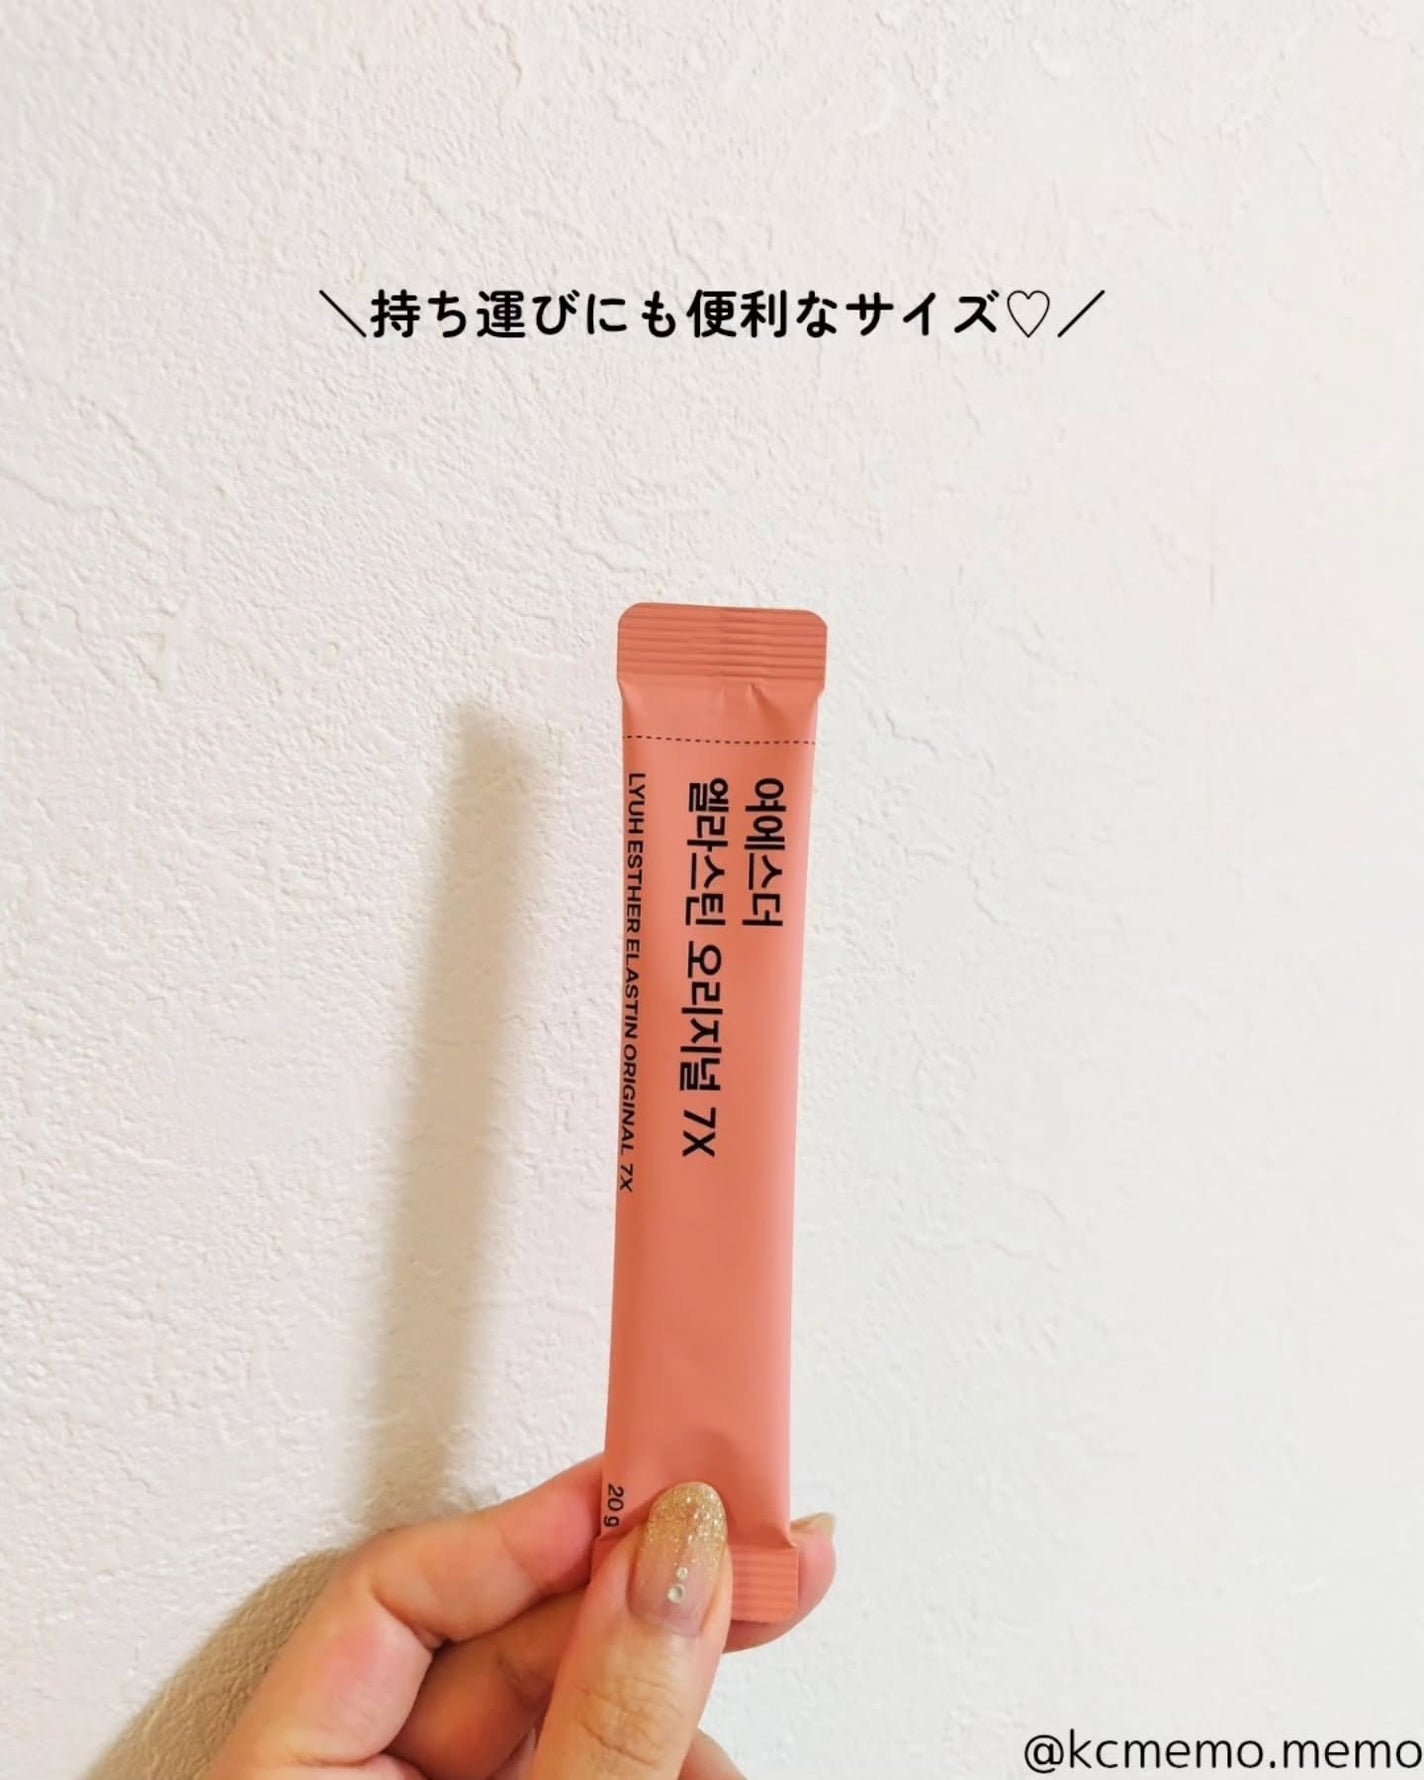 ＼持ち運びにも便利なサイズ♡／
여에스더
엘라스틴 오리지널 7X
LYUH ESTHER ELASTIN ORIGINAL 7X
20 g
@kcmemo.memo